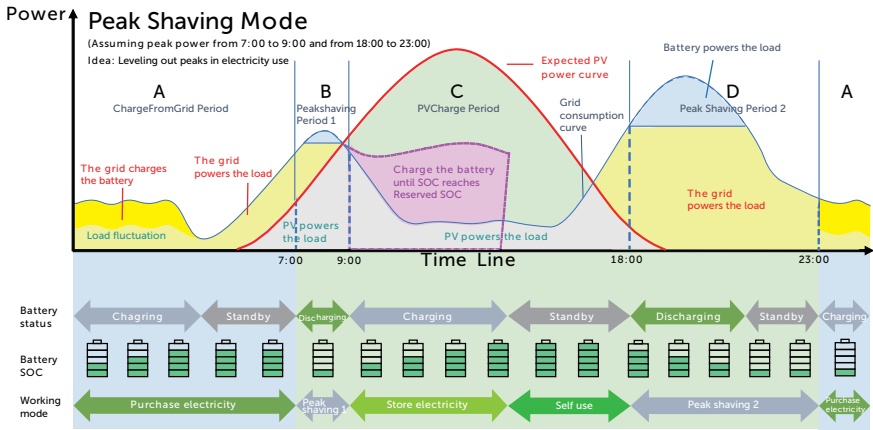 Power
Peak Shaving Mode
(Assuming peak power from 7:00 to 9:00 and from 18:00 to 23:00)
Idea: Leveling out peaks in electricity use
A
ChargeFromGrid Period
B
Peakshaving
Period 1
C
PVCharge Period
Expected PV
power curve
Grid
consumption
curve
Battery powers the load
D
Peak Shaving Period 2
A
The grid charges
the battery
The grid
powers the load
Load fluctuation
PV powers
the load
Charge the battery
until SOC reaches
Reserved SOC
PV powers the load
The grid
powers the load
7:00
9:00
Time Line
18:00
23:00
Battery
status
Chagring
Standby
Discharging
Charging
Standby
Discharging
Standby
Charging
Battery
SOC
Working
mode
Purchase electricity
Peak
shaving 1
Store electricity
Self use
Peak shaving 2
Purchase
electricity